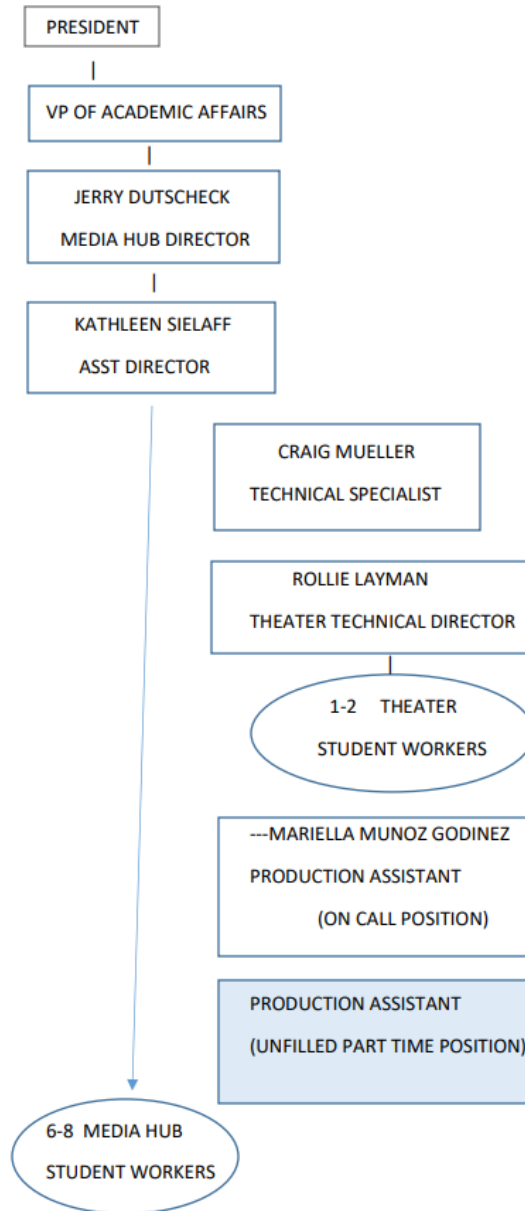 PRESIDENT
VP OF ACADEMIC AFFAIRS
JERRY DUTSCHECK
MEDIA HUB DIRECTOR
KATHLEEN SIELAFF
ASST DIRECTOR
CRAIG MUELLER
TECHNICAL SPECIALIST
ROLLIE LAYMAN
THEATER TECHNICAL DIRECTOR
1-2 THEATER
STUDENT WORKERS
---MARIELLA MUNOZ GODINEZ
PRODUCTION ASSISTANT
(ON CALL POSITION)
PRODUCTION ASSISTANT
(UNFILLED PART TIME POSITION)
6-8 MEDIA HUB
STUDENT WORKERS